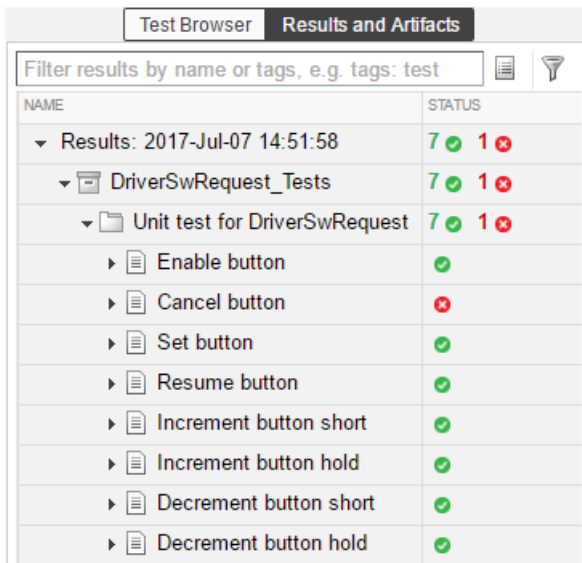 Test Browser Results and Artifacts
Filter results by name or tags, e.g. tags: test
NAME STATUS
Results: 2017-Jul-07 14:51:58 7 1
DriverSwRequest_Tests 7 1
Unit test for DriverSwRequest 7 1
Enable button
Cancel button
Set button
Resume button
Increment button short
Increment button hold
Decrement button short
Decrement button hold